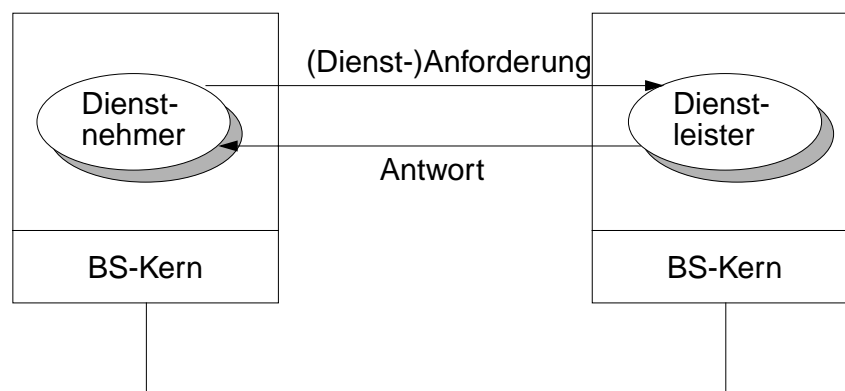 (Dienst-)Anforderung
Dienst-
nehmer
Dienst-
leister
Antwort
BS-Kern
BS-Kern